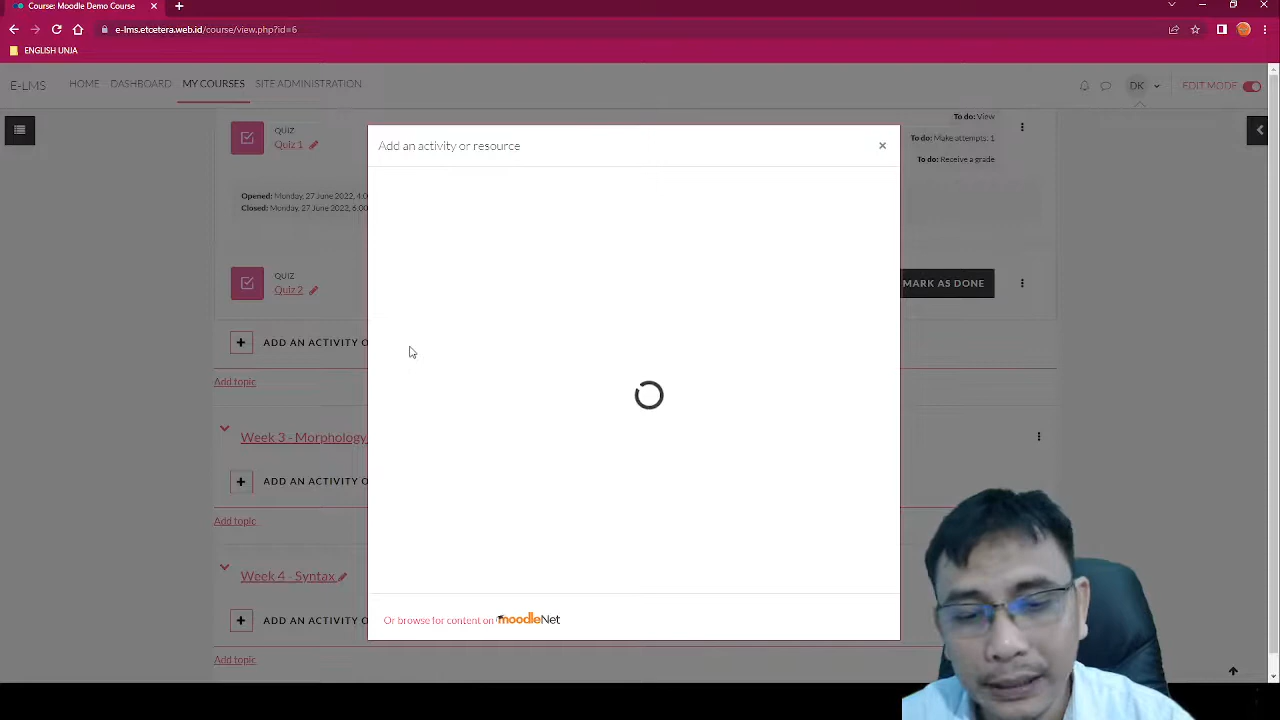 Course: Moodle Demo Course
e-lms.etcetera.web.id/course/view.php?id=6
ENGLISH UNJA
E-LMS HOME DASHBOARD MY COURSES SITE ADMINISTRATION DK EDIT MODE
QUIZ
Quiz 1
To do: View
To do: Make attempts: 1
To do: Receive a grade
Add an activity or resource
Opened: Monday, 27 June 2022, 4:0
Closed: Monday, 27 June 2022, 6:00
QUIZ
Quiz 2
MARK AS DONE
ADD AN ACTIVITY O
Add topic
Week 3 - Morphology
ADD AN ACTIVITY O
Add topic
Week 4 - Syntax
ADD AN ACTIVITY O
Or browse for content on moodleNet
Add topic